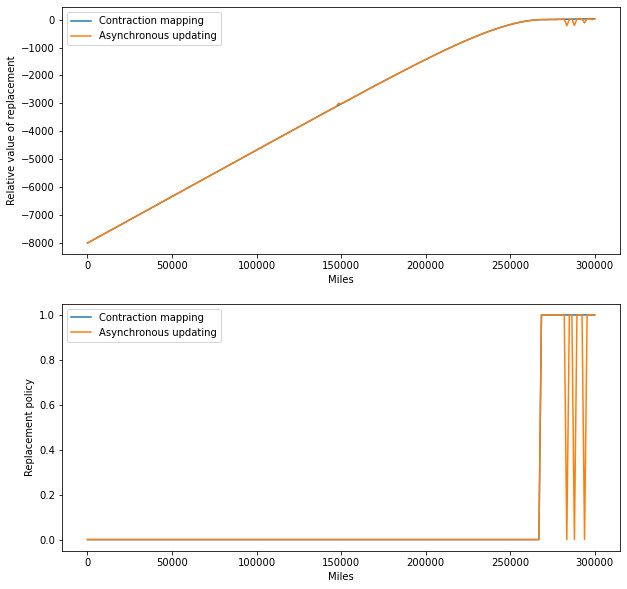 Contraction mapping
Asynchronous updating
Relative value of replacement
0
−1000
−2000
−3000
−4000
−5000
−6000
−7000
−8000
0 50000 100000 150000 200000 250000 300000
Miles
Contraction mapping
Asynchronous updating
Replacement policy
1.0
0.8
0.6
0.4
0.2
0.0
0 50000 100000 150000 200000 250000 300000
Miles